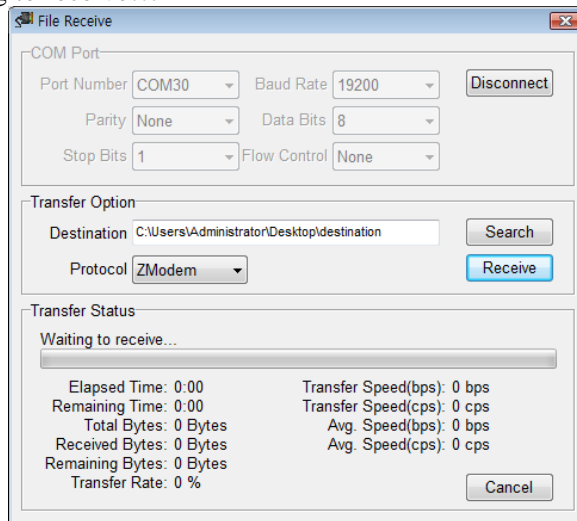 File Receive
COM Port
Port Number COM30 Baud Rate 19200 Disconnect
Parity None Data Bits 8
Stop Bits 1 Flow Control None
Transfer Option
Destination C:\Users\Administrator\Desktop\destination Search
Protocol ZModem Receive
Transfer Status
Waiting to receive...
Elapsed Time: 0:00 Transfer Speed(bps): 0 bps
Remaining Time: 0:00 Transfer Speed(cps): 0 cps
Total Bytes: 0 Bytes Avg. Speed(bps): 0 bps
Received Bytes: 0 Bytes Avg. Speed(cps): 0 cps
Remaining Bytes: 0 Bytes
Transfer Rate: 0 %
Cancel